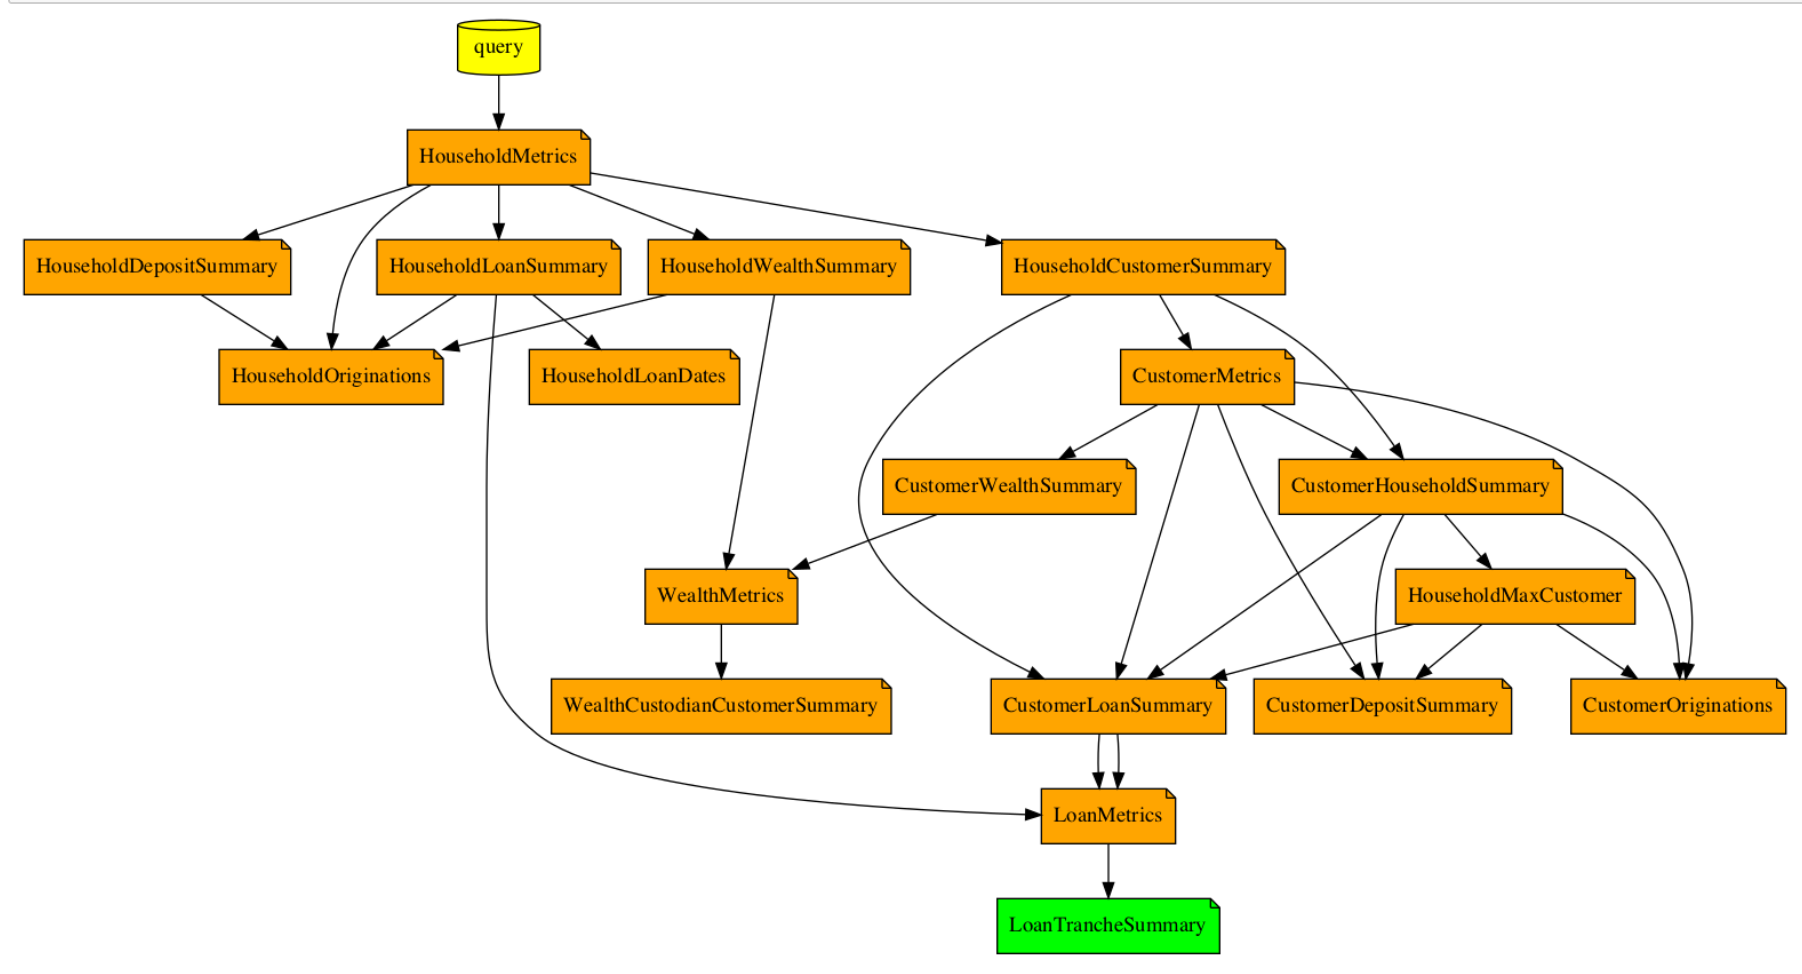 query
HouseholdMetrics
HouseholdDepositSummary
HouseholdLoanSummary
HouseholdWealthSummary
HouseholdCustomerSummary
HouseholdOriginations
HouseholdLoanDates
CustomerMetrics
CustomerWealthSummary
CustomerHouseholdSummary
WealthMetrics
HouseholdMaxCustomer
WealthCustodianCustomerSummary
CustomerLoanSummary
CustomerDepositSummary
CustomerOriginations
LoanMetrics
LoanTrancheSummary